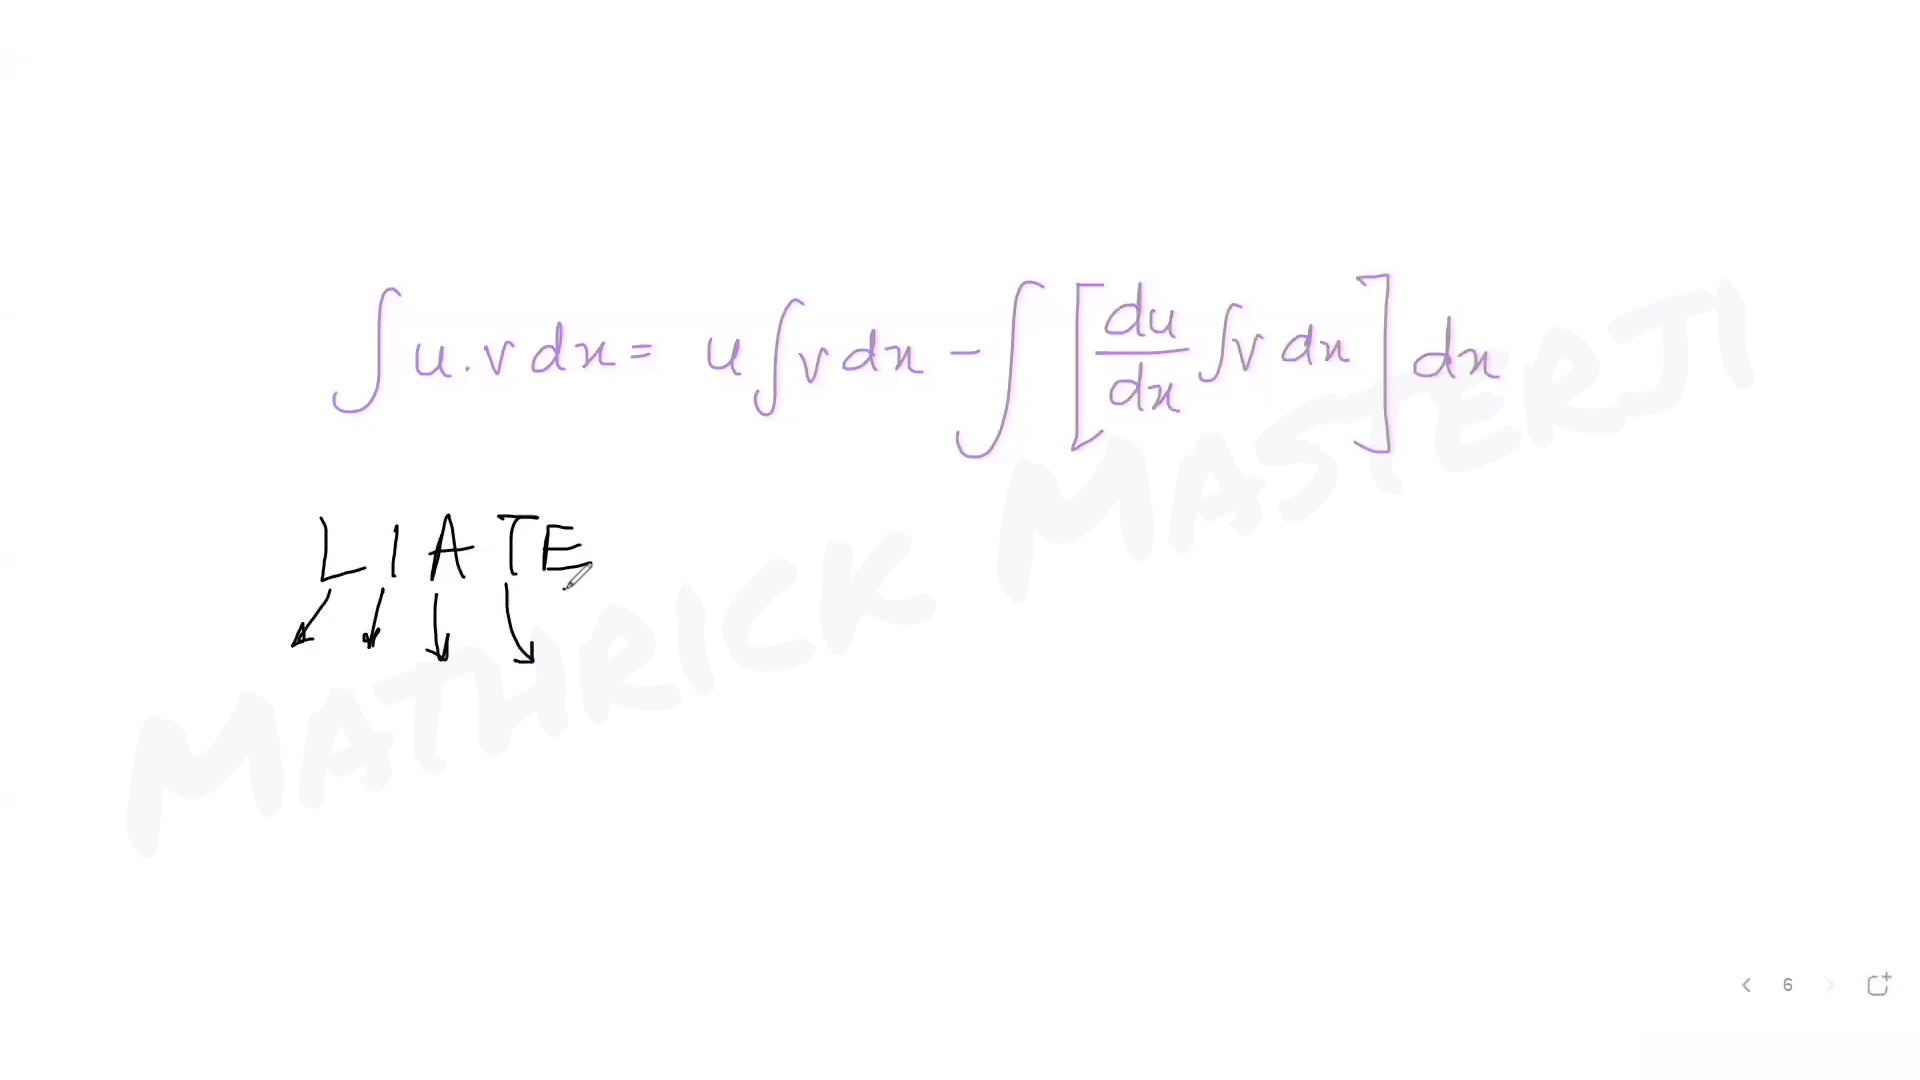 ∫ u.v dx = u ∫ v dx - ∫ [ du/dx ∫ v dx ] dx
LIATE
MATHRICK MASTERJI
6